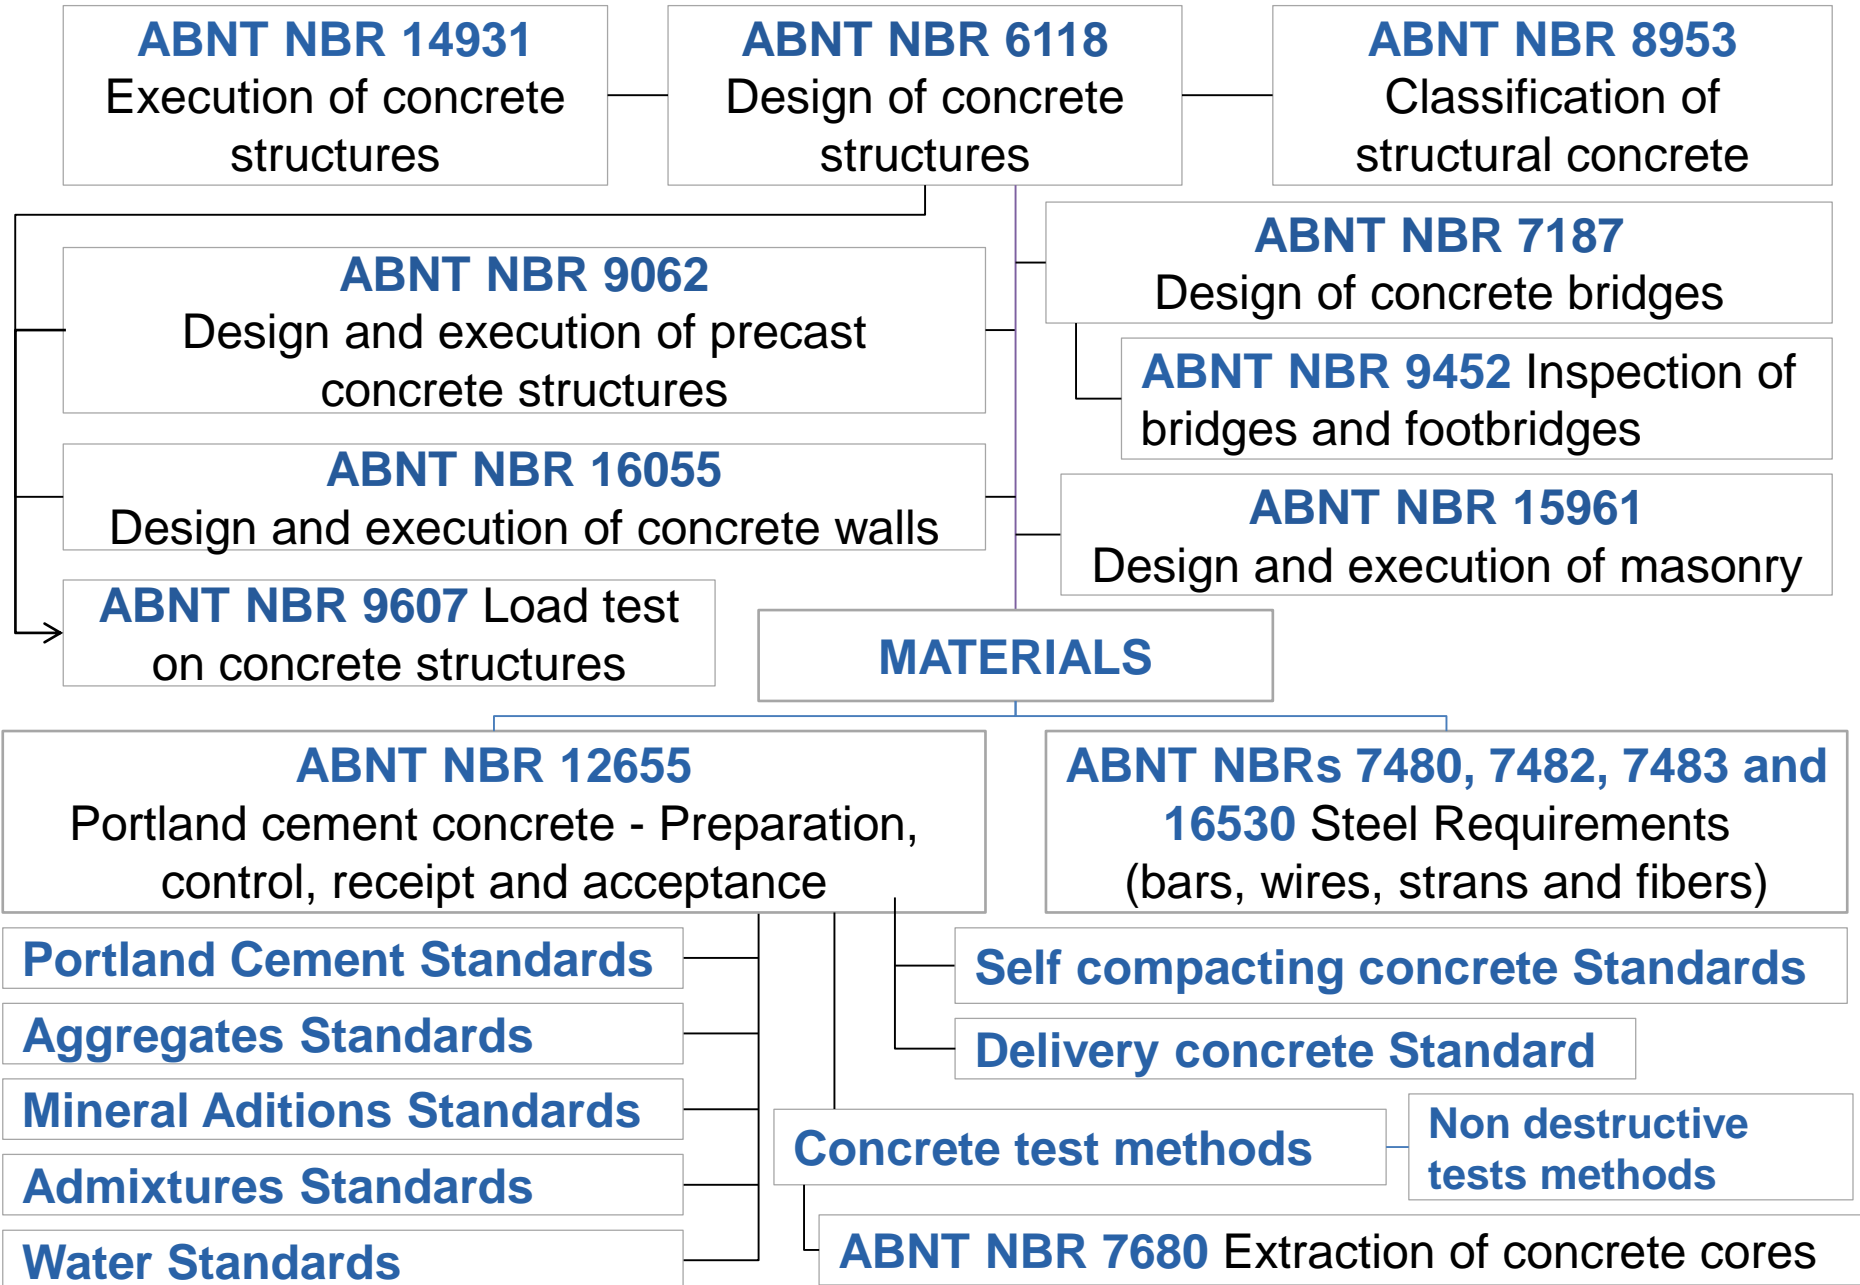 ABNT NBR 14931
Execution of concrete
structures
ABNT NBR 6118
Design of concrete
structures
ABNT NBR 8953
Classification of
structural concrete
ABNT NBR 9062
Design and execution of precast
concrete structures
ABNT NBR 7187
Design of concrete bridges
ABNT NBR 9452 Inspection of
bridges and footbridges
ABNT NBR 16055
Design and execution of concrete walls
ABNT NBR 15961
Design and execution of masonry
ABNT NBR 9607 Load test
on concrete structures
MATERIALS
ABNT NBR 12655
Portland cement concrete - Preparation,
control, receipt and acceptance
ABNT NBRs 7480, 7482, 7483 and
16530 Steel Requirements
(bars, wires, strans and fibers)
Portland Cement Standards
Aggregates Standards
Mineral Aditions Standards
Admixtures Standards
Water Standards
Self compacting concrete Standards
Delivery concrete Standard
Concrete test methods
Non destructive
tests methods
ABNT NBR 7680 Extraction of concrete cores